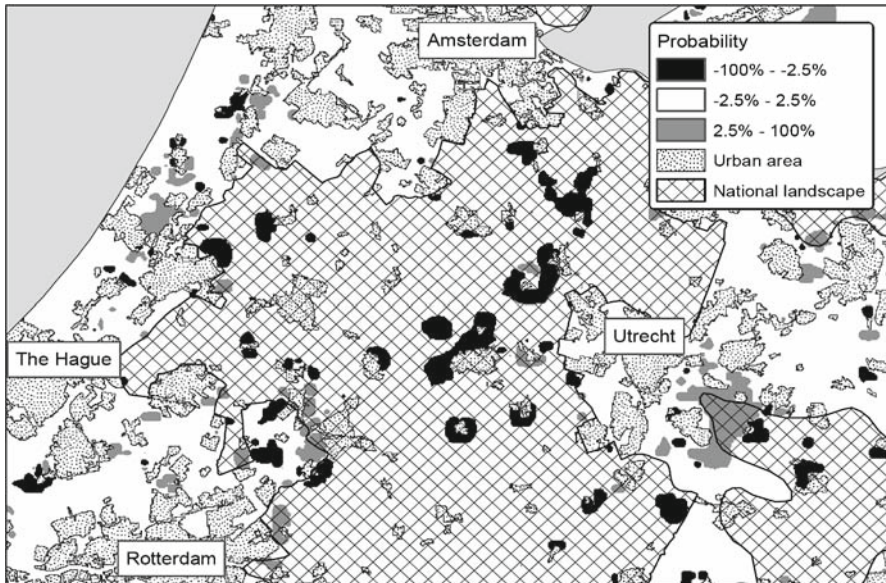 Amsterdam
Probability
-100% - -2.5%
-2.5% - 2.5%
2.5% - 100%
Urban area
National landscape
Utrecht
The Hague
Rotterdam